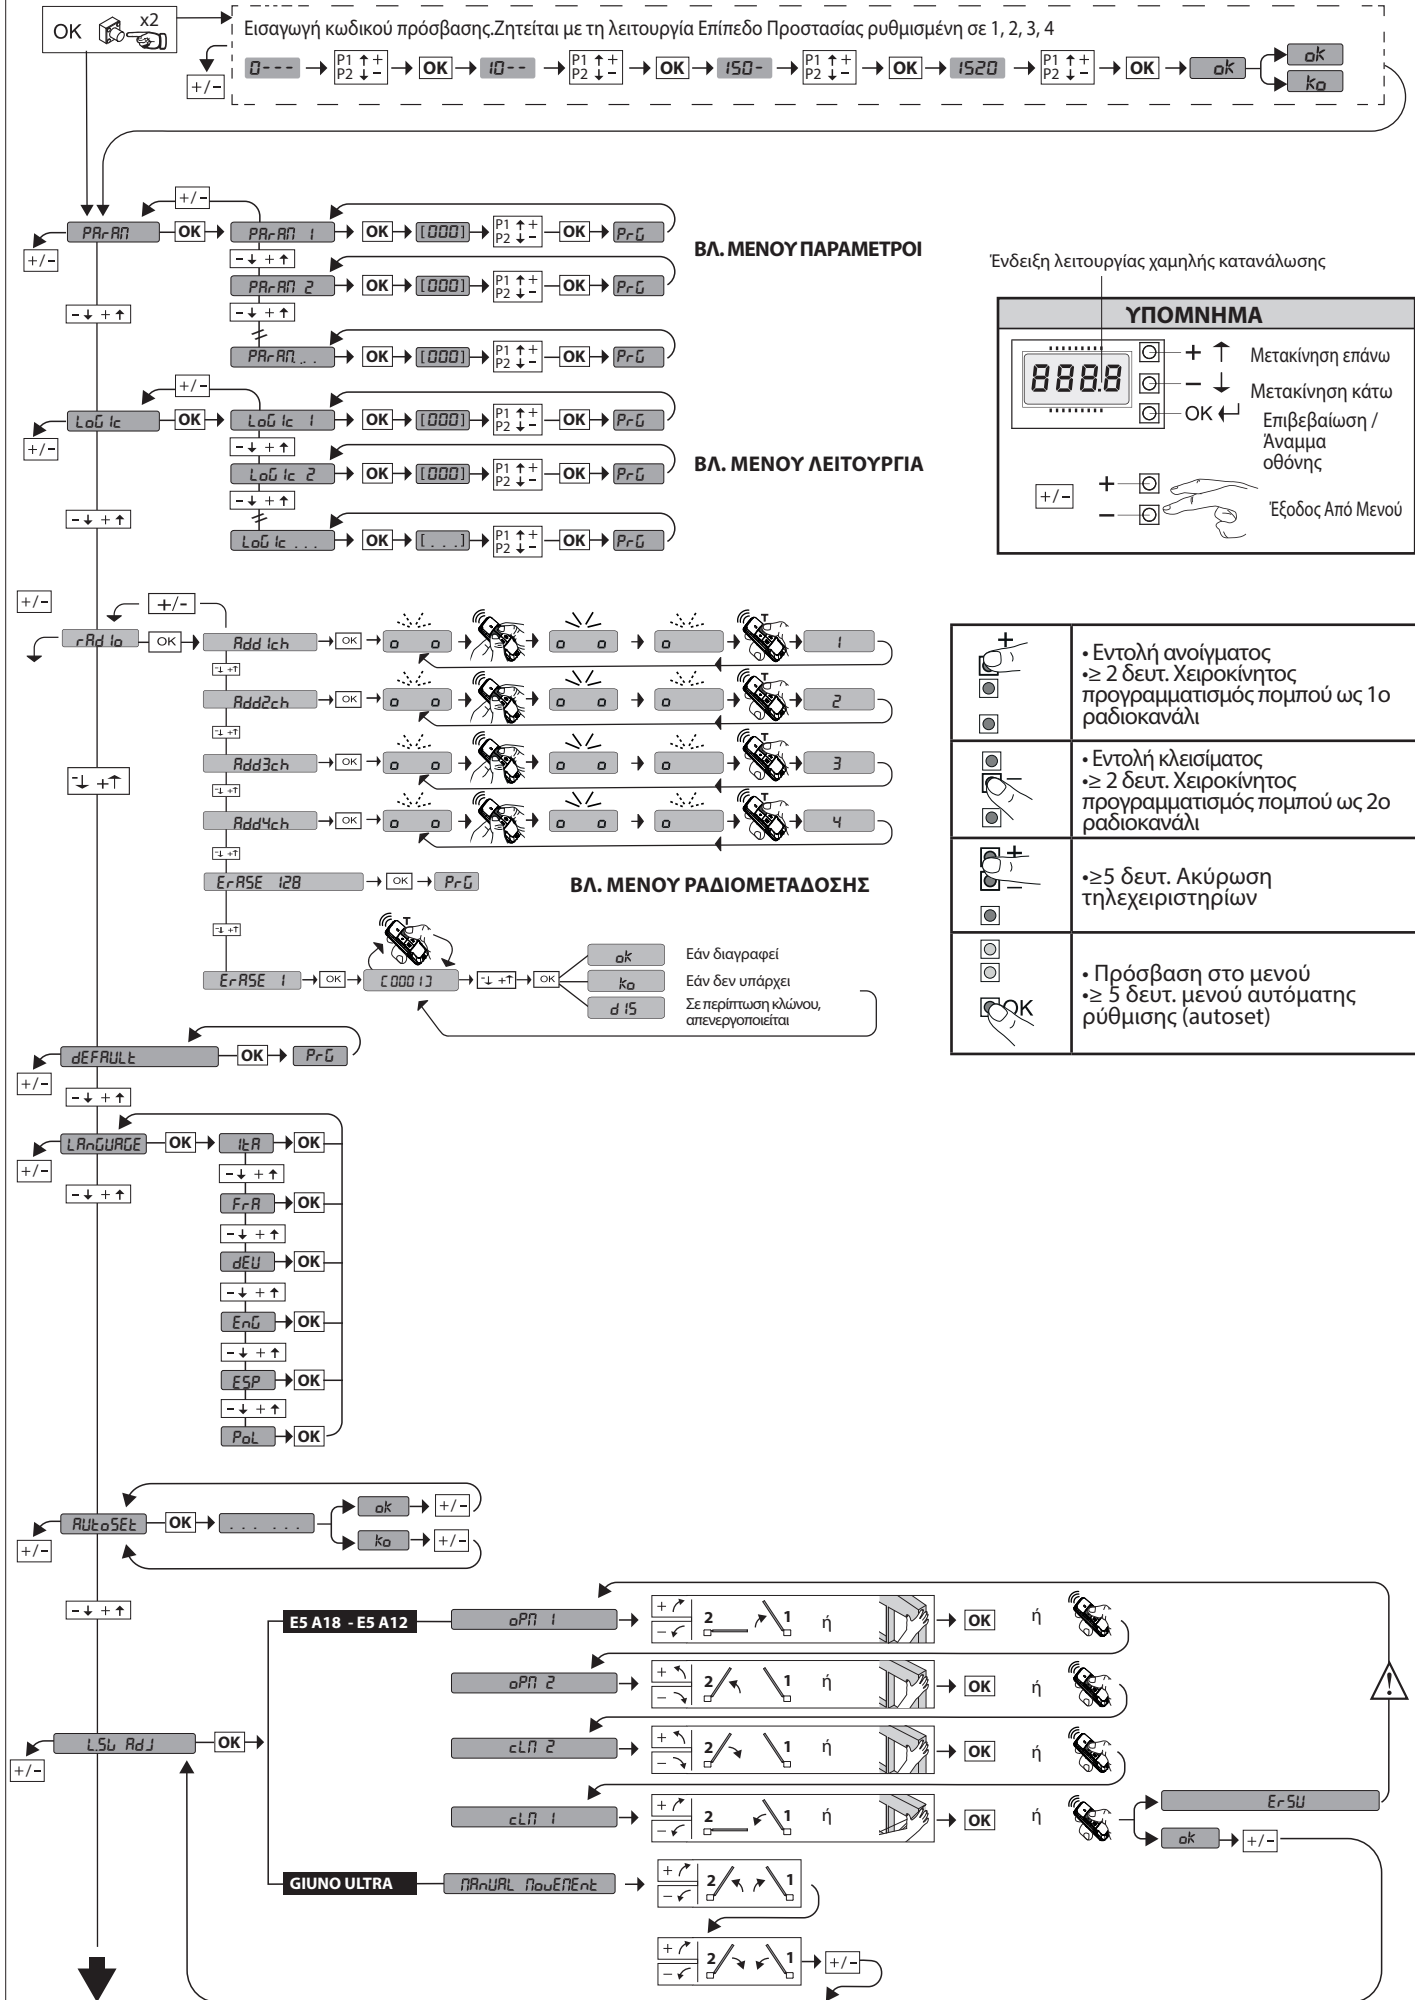 OK x2
Εισαγωγή κωδικού πρόσβασης.Ζητείται με τη λειτουργία Επίπεδο Προστασίας ρυθμισμένη σε 1, 2, 3, 4
+/-
0--- P1 ↑ + P2 ↓ − OK 10-- P1 ↑ + P2 ↓ − OK 150- P1 ↑ + P2 ↓ − OK 1520 P1 ↑ + P2 ↓ − OK ok ok
ko
+/-
PArAM OK PArAM 1 OK [000] P1 ↑ + P2 ↓ − OK PrG
+/-
ΒΛ. ΜΕΝΟΥ ΠΑΡΑΜΕΤΡΟΙ
- ↓ + ↑
PArAM 2 OK [000] P1 ↑ + P2 ↓ − OK PrG
- ↓ + ↑
- ↓ + ↑
PArAM... OK [000] P1 ↑ + P2 ↓ − OK PrG
+/-
LoGIc OK LoGIc 1 OK [000] P1 ↑ + P2 ↓ − OK PrG
+/-
- ↓ + ↑
LoGIc 2 OK [000] P1 ↑ + P2 ↓ − OK PrG
ΒΛ. ΜΕΝΟΥ ΛΕΙΤΟΥΡΓΙΑ
- ↓ + ↑
- ↓ + ↑
LoGIc ... OK [. . .] P1 ↑ + P2 ↓ − OK PrG
Ένδειξη λειτουργίας χαμηλής κατανάλωσης
ΥΠΟΜΝΗΜΑ
888.8
+ ↑ Μετακίνηση επάνω
− ↓ Μετακίνηση κάτω
OK Επιβεβαίωση /
Άναμμα
οθόνης
+/- + −
Έξοδος Από Μενού
+/-
+/-
rAdIo OK Add1ch OK o o o o o T 1
-↓ +↑
Add2ch OK o o o o o T 2
-↓ +↑
Add3ch OK o o o o o T 3
-↓ +↑
-↓ +↑
Add4ch OK o o o o o T 4
-↓ +↑
ErASE 128 OK PrG
ΒΛ. ΜΕΝΟΥ ΡΑΔΙΟΜΕΤΑΔΟΣΗΣ
-↓ +↑
T
ErASE 1 OK [0001] -↓ +↑ OK
ok Εάν διαγραφεί
ko Εάν δεν υπάρχει
dIS Σε περίπτωση κλώνου,
απενεργοποιείται
+
• Εντολή ανοίγματος
•≥ 2 δευτ. Χειροκίνητος
προγραμματισμός πομπού ως 1ο
ραδιοκανάλι
−
• Εντολή κλεισίματος
•≥ 2 δευτ. Χειροκίνητος
προγραμματισμός πομπού ως 2ο
ραδιοκανάλι
+
−
•≥5 δευτ. Ακύρωση
τηλεχειριστηρίων
OK
• Πρόσβαση στο μενού
•≥ 5 δευτ. μενού αυτόματης
ρύθμισης (autoset)
dEFAULt OK PrG
+/-
- ↓ + ↑
LAnGUAGE OK ItA OK
+/-
- ↓ + ↑
- ↓ + ↑
FrA OK
- ↓ + ↑
dEU OK
- ↓ + ↑
EnG OK
- ↓ + ↑
ESP OK
- ↓ + ↑
PoL OK
AUtoSEt OK . . . . . .
ok +/-
ko +/-
+/-
- ↓ + ↑
E5 A18 - E5 A12 oPM 1 + − 2 1 ή OK ή
oPM 2 + − 2 1 ή OK ή
L.SU AdJ OK
+/-
cLM 2 + − 2 1 ή OK ή
cLM 1 + − 2 1 ή OK ή
!
ErSU
ok +/-
GIUNO ULTRA MAnUAL MovEMEnt + − 2 1
+ − 2 1 +/-